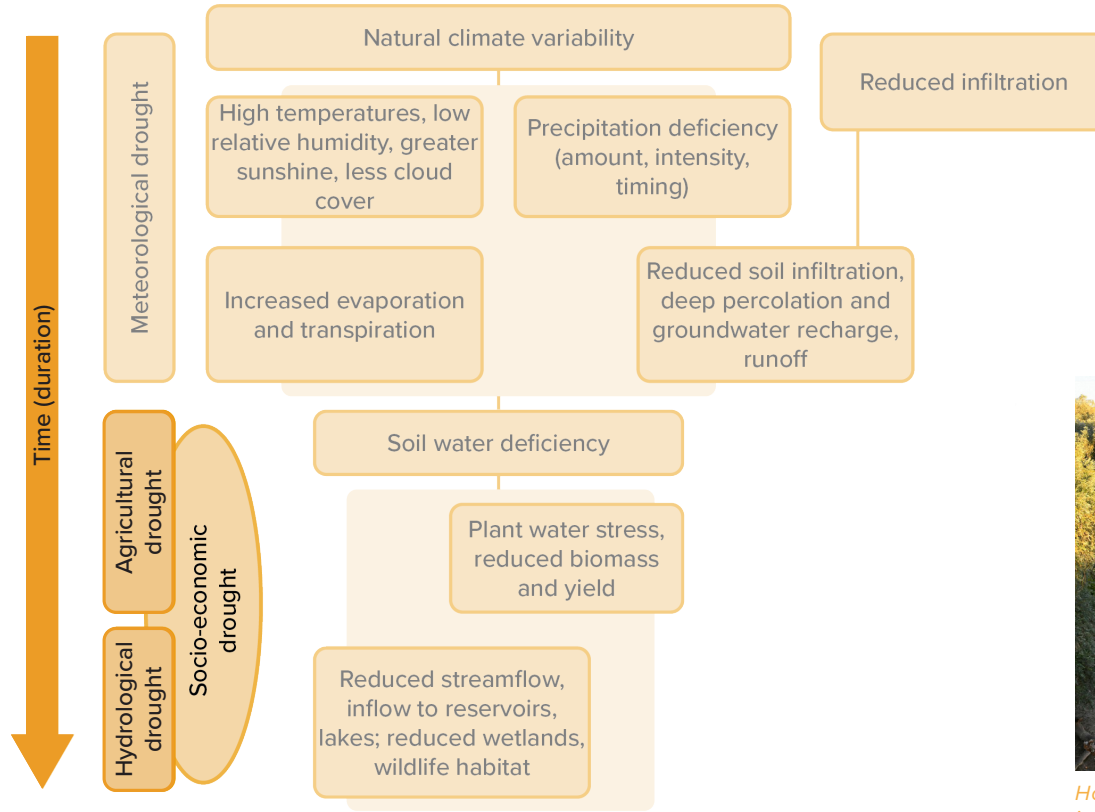 Natural climate variability
Reduced infiltration
High temperatures, low
relative humidity, greater
sunshine, less cloud
cover
Precipitation deficiency
(amount, intensity,
timing)
Meteorological drought
Increased evaporation
and transpiration
Reduced soil infiltration,
deep percolation and
groundwater recharge,
runoff
Time (duration)
Soil water deficiency
Agricultural
drought
Socio-economic
drought
Plant water stress,
reduced biomass
and yield
Hydrological
drought
Reduced streamflow,
inflow to reservoirs,
lakes; reduced wetlands,
wildlife habitat